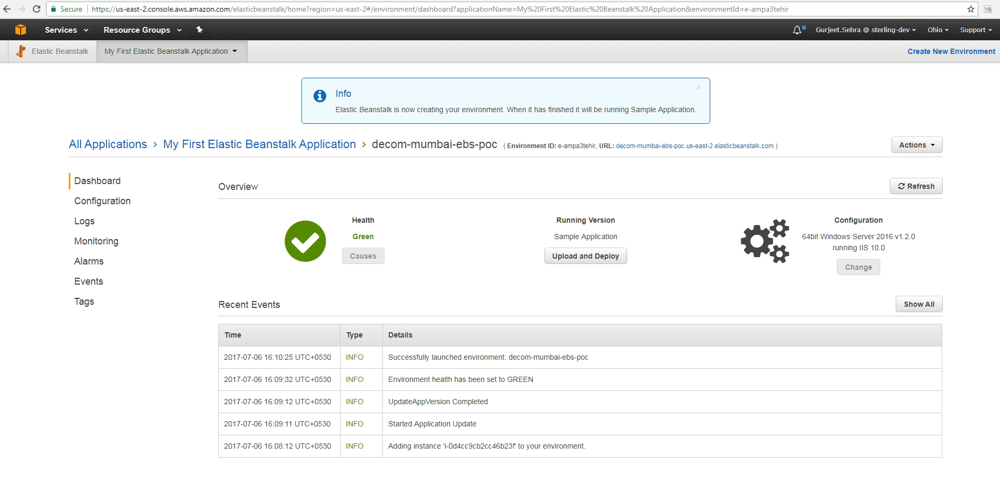 Secure https://us-east-2.console.aws.amazon.com/elasticbeanstalk/home?region=us-east-2#/environment/dashboard?applicationName=My%20First%20Elastic%20Beanstalk%20Application&environmentId=e-ampa3tehir
Services Resource Groups Gurjeet.Sehra @ sterling-dev Ohio Support
Elastic Beanstalk My First Elastic Beanstalk Application Create New Environment
Info
Elastic Beanstalk is now creating your environment. When it has finished it will be running Sample Application.
All Applications > My First Elastic Beanstalk Application > decom-mumbai-ebs-poc ( Environment ID: e-ampa3tehir, URL: decom-mumbai-ebs-poc.us-east-2.elasticbeanstalk.com ) Actions
Dashboard
Configuration
Logs
Monitoring
Alarms
Events
Tags
Overview Refresh
Health
Green
Causes
Running Version
Sample Application
Upload and Deploy
Configuration
64bit Windows Server 2016 v1.2.0
running IIS 10.0
Change
Recent Events Show All
Time Type Details
2017-07-06 16:10:25 UTC+0530 INFO Successfully launched environment: decom-mumbai-ebs-poc
2017-07-06 16:09:32 UTC+0530 INFO Environment health has been set to GREEN
2017-07-06 16:09:12 UTC+0530 INFO UpdateAppVersion Completed
2017-07-06 16:09:11 UTC+0530 INFO Started Application Update
2017-07-06 16:08:12 UTC+0530 INFO Adding instance 'i-0d4cc9cb2cc46b23f' to your environment.